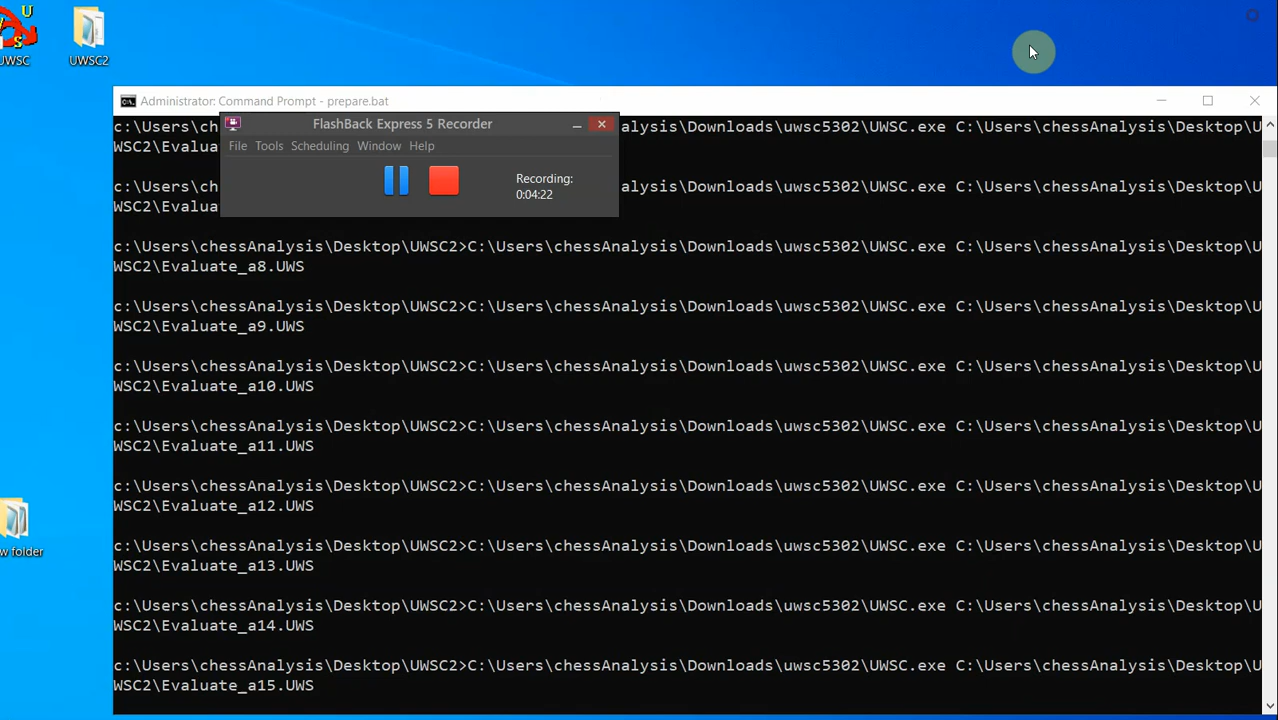 U
S
UWSC
UWSC2
Administrator: Command Prompt - prepare.bat
FlashBack Express 5 Recorder
File Tools Scheduling Window Help
Recording:
0:04:22
c:\Users\ch
alysis\Downloads\uwsc5302\UWSC.exe C:\Users\chessAnalysis\Desktop\U
WSC2\Evalua
alysis\Downloads\uwsc5302\UWSC.exe C:\Users\chessAnalysis\Desktop\U
c:\Users\ch
WSC2\Evalua
c:\Users\chessAnalysis\Desktop\UWSC2>C:\Users\chessAnalysis\Downloads\uwsc5302\UWSC.exe C:\Users\chessAnalysis\Desktop\U
WSC2\Evaluate_a8.UWS
c:\Users\chessAnalysis\Desktop\UWSC2>C:\Users\chessAnalysis\Downloads\uwsc5302\UWSC.exe C:\Users\chessAnalysis\Desktop\U
WSC2\Evaluate_a9.UWS
c:\Users\chessAnalysis\Desktop\UWSC2>C:\Users\chessAnalysis\Downloads\uwsc5302\UWSC.exe C:\Users\chessAnalysis\Desktop\U
WSC2\Evaluate_a10.UWS
c:\Users\chessAnalysis\Desktop\UWSC2>C:\Users\chessAnalysis\Downloads\uwsc5302\UWSC.exe C:\Users\chessAnalysis\Desktop\U
WSC2\Evaluate_a11.UWS
c:\Users\chessAnalysis\Desktop\UWSC2>C:\Users\chessAnalysis\Downloads\uwsc5302\UWSC.exe C:\Users\chessAnalysis\Desktop\U
WSC2\Evaluate_a12.UWS
w folder
c:\Users\chessAnalysis\Desktop\UWSC2>C:\Users\chessAnalysis\Downloads\uwsc5302\UWSC.exe C:\Users\chessAnalysis\Desktop\U
WSC2\Evaluate_a13.UWS
c:\Users\chessAnalysis\Desktop\UWSC2>C:\Users\chessAnalysis\Downloads\uwsc5302\UWSC.exe C:\Users\chessAnalysis\Desktop\U
WSC2\Evaluate_a14.UWS
c:\Users\chessAnalysis\Desktop\UWSC2>C:\Users\chessAnalysis\Downloads\uwsc5302\UWSC.exe C:\Users\chessAnalysis\Desktop\U
WSC2\Evaluate_a15.UWS